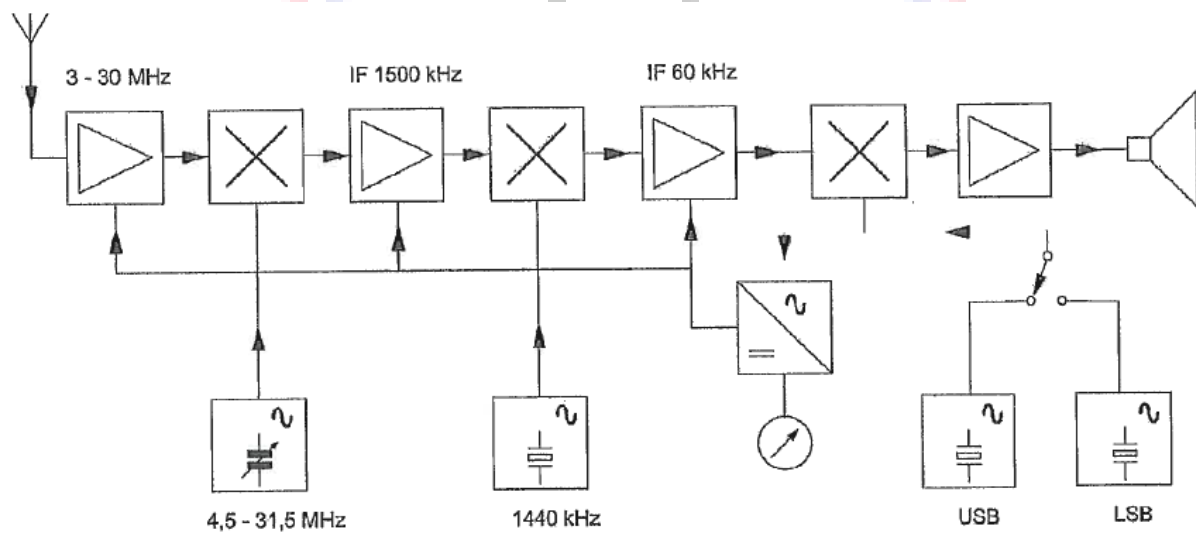 3 - 30 MHz
IF 1500 kHz
IF 60 kHz
4,5 - 31,5 MHz
1440 kHz
USB
LSB